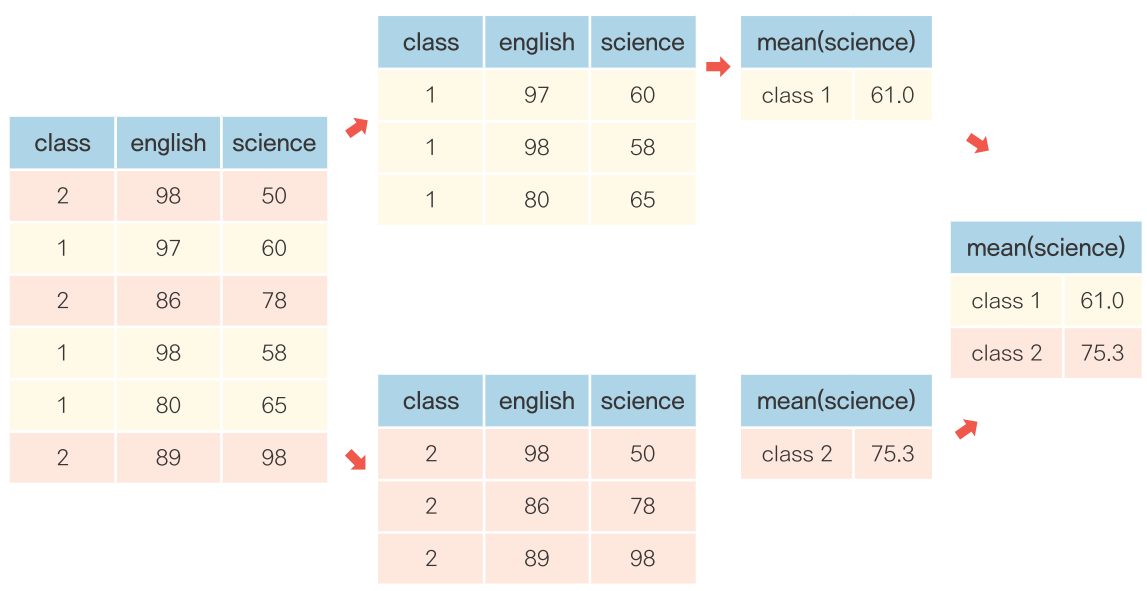 class english science
2 98 50
1 97 60
2 86 78
1 98 58
1 80 65
2 89 98
class english science
1 97 60
1 98 58
1 80 65
mean(science)
class 1 61.0
class english science
2 98 50
2 86 78
2 89 98
mean(science)
class 2 75.3
mean(science)
class 1 61.0
class 2 75.3